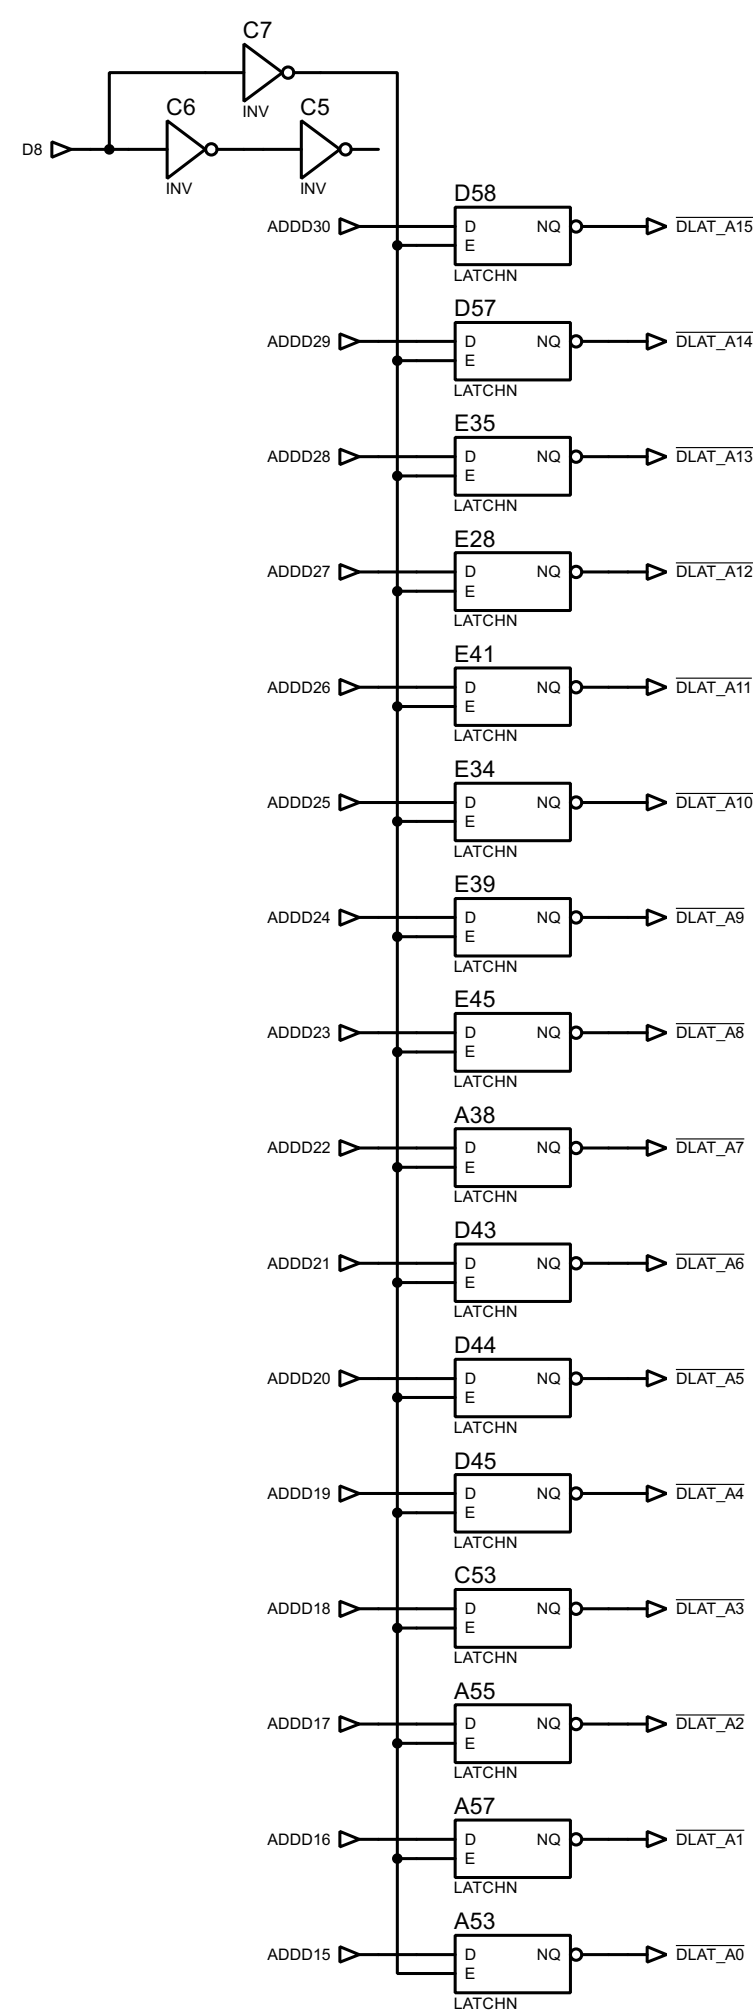 C7
INV
C6 C5
D8
INV INV
D58
ADDD30 D NQ DLAT_A15
E
LATCHN
D57
ADDD29 D NQ DLAT_A14
E
LATCHN
E35
ADDD28 D NQ DLAT_A13
E
LATCHN
E28
ADDD27 D NQ DLAT_A12
E
LATCHN
E41
ADDD26 D NQ DLAT_A11
E
LATCHN
E34
ADDD25 D NQ DLAT_A10
E
LATCHN
E39
ADDD24 D NQ DLAT_A9
E
LATCHN
E45
ADDD23 D NQ DLAT_A8
E
LATCHN
A38
ADDD22 D NQ DLAT_A7
E
LATCHN
D43
ADDD21 D NQ DLAT_A6
E
LATCHN
D44
ADDD20 D NQ DLAT_A5
E
LATCHN
D45
ADDD19 D NQ DLAT_A4
E
LATCHN
C53
ADDD18 D NQ DLAT_A3
E
LATCHN
A55
ADDD17 D NQ DLAT_A2
E
LATCHN
A57
ADDD16 D NQ DLAT_A1
E
LATCHN
A53
ADDD15 D NQ DLAT_A0
E
LATCHN